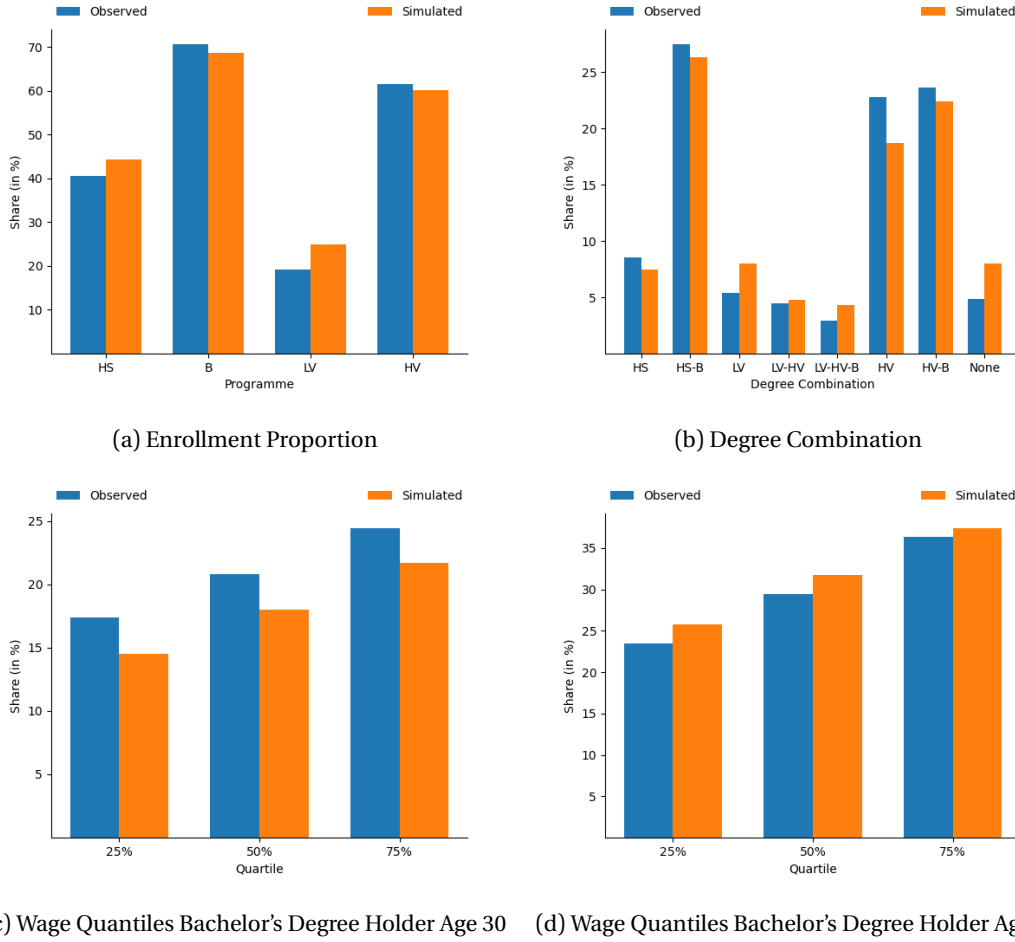 Observed Simulated
70
60
50
40
30
20
10
Share (in %)
HS B LV HV
Programme
(a) Enrollment Proportion
Observed Simulated
25
20
15
10
5
Share (in %)
HS HS-B LV LV-HV LV-HV-B HV HV-B None
Degree Combination
(b) Degree Combination
Observed Simulated
25
20
15
10
5
Share (in %)
25% 50% 75%
Quartile
) Wage Quantiles Bachelor’s Degree Holder Age 30
Observed Simulated
35
30
25
20
15
10
5
Share (in %)
25% 50% 75%
Quartile
(d) Wage Quantiles Bachelor’s Degree Holder